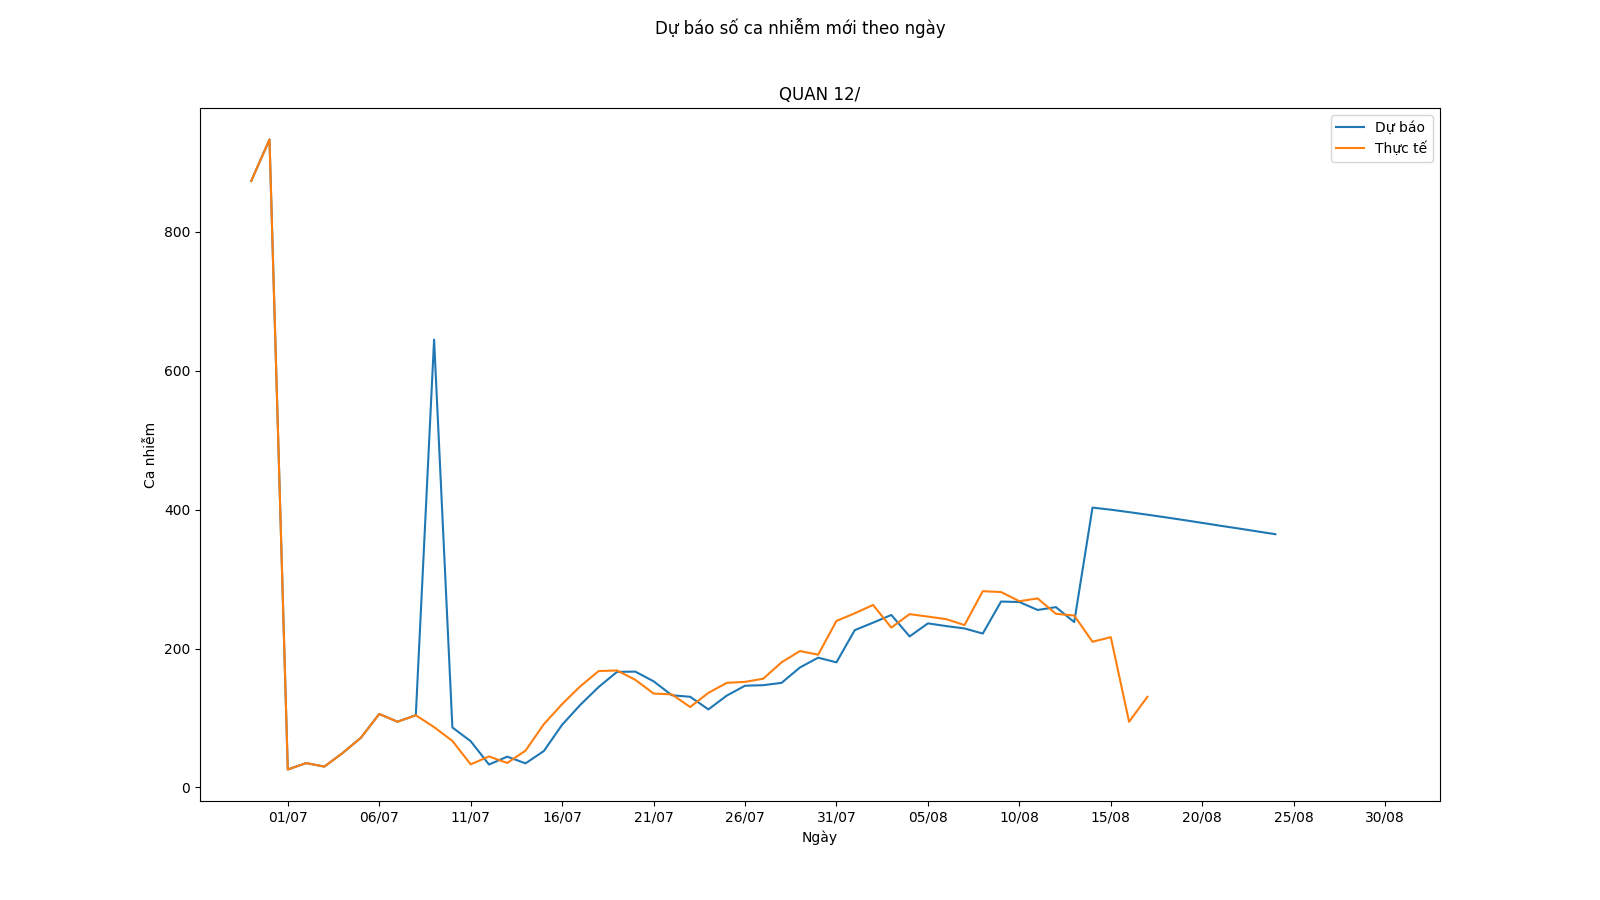 Dự báo số ca nhiễm mới theo ngày
QUAN 12/
Dự báo
Thực tế
800
600
400
200
0
Ca nhiễm
01/07 06/07 11/07 16/07 21/07 26/07 31/07 05/08 10/08 15/08 20/08 25/08 30/08
Ngày